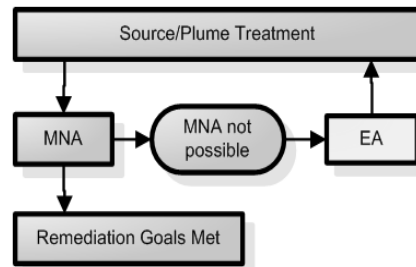 Source/Plume Treatment
MNA
MNA not
possible
EA
Remediation Goals Met